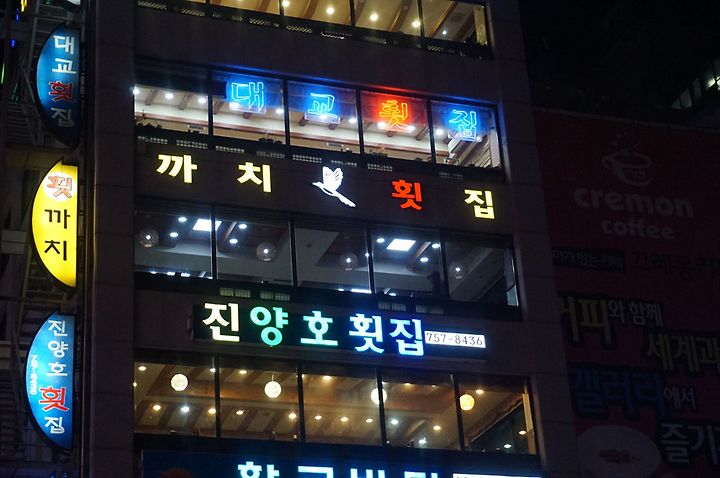 대교횟집
대교 횟집
까치 횟집
횟 까치
진양호횟집 757-8436
진양호 횟집
cremon
coffee
커피와 함께
세계과
갤러리에서
즐기